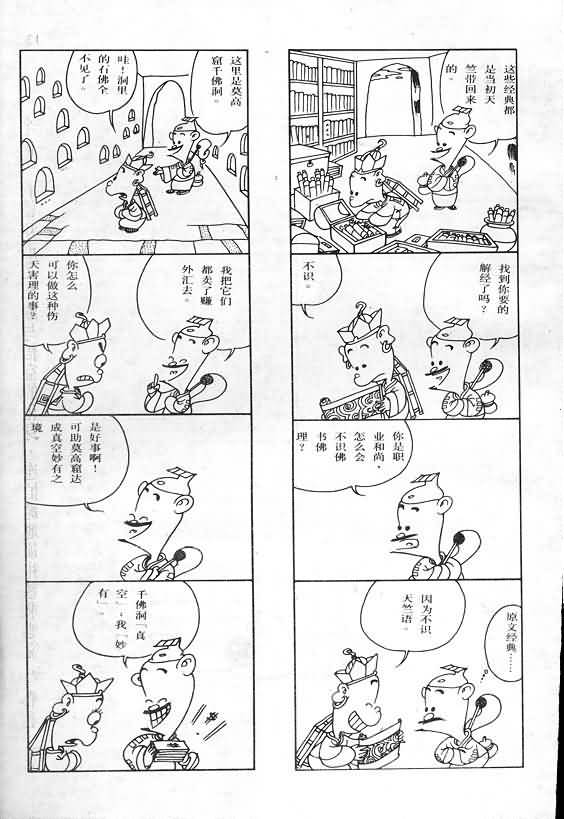 这些经典都
是当初天
竺带回来
的。
找到你要的
解经了吗？
不识。
你是职
业和尚，
怎么会
不识佛
书佛
理？
原文经典……
因为不识
天竺语。
这里是莫高
窟千佛洞。
哇！洞里
的石佛全
不见了。
我把它们
都卖了赚
外汇去。
你怎么
可以做这种伤
天害理的事？
是好事啊！
可助莫高窟达
成真空妙有之
境。
千佛洞「真
空」，我「妙
有」。